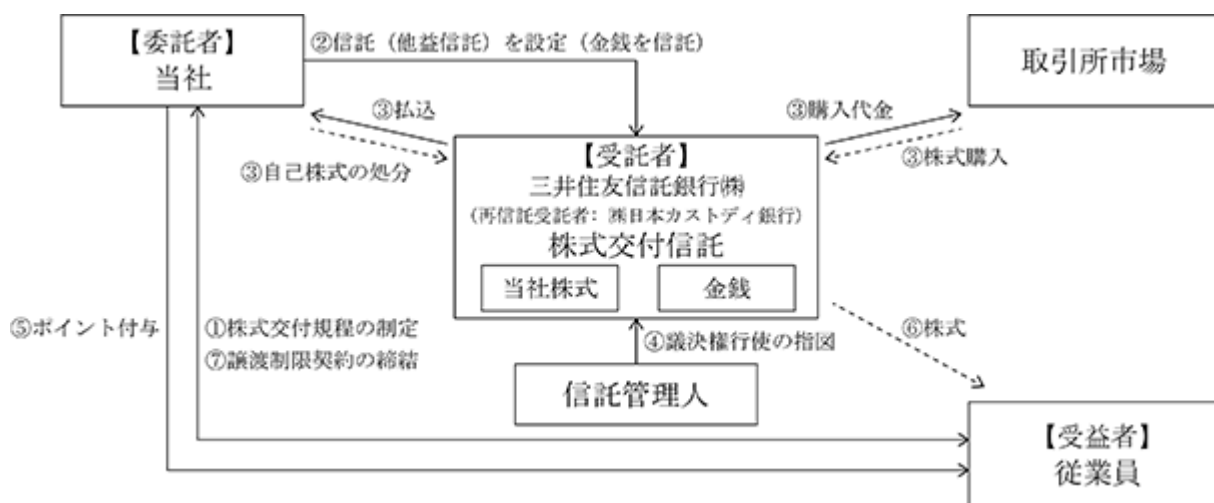 【委託者】
当社
②信託（他益信託）を設定（金銭を信託）
取引所市場
③払込
③自己株式の処分
③購入代金
③株式購入
【受託者】
三井住友信託銀行㈱
(再信託受託者：㈱日本カストディ銀行)
株式交付信託
当社株式
金銭
⑤ポイント付与
①株式交付規程の制定
⑦譲渡制限契約の締結
④議決権行使の指図
⑥株式
信託管理人
【受益者】
従業員